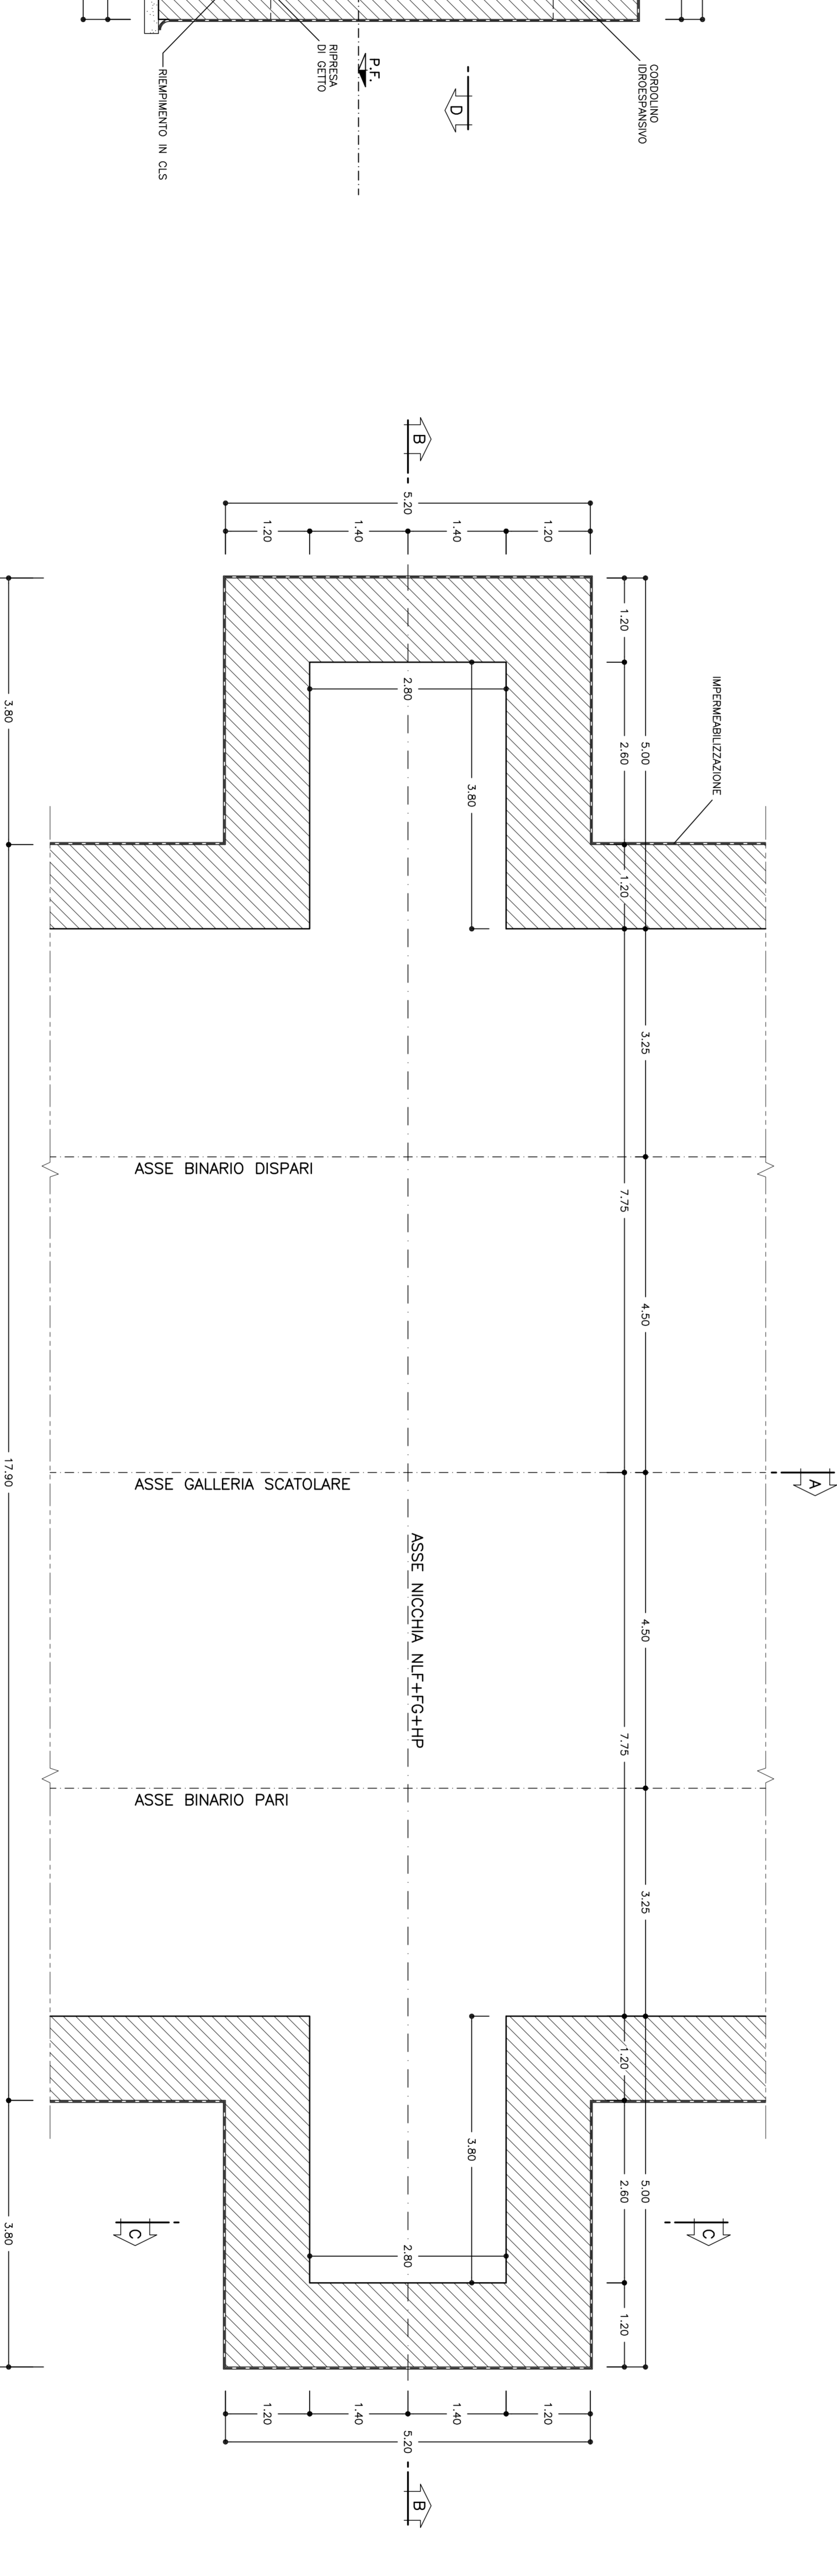 CORDOLINO
IDROESPANSIVO
P.F.
RIPRESA
DI GETTO
RIEMPIMENTO IN CLS
D
B
5.20
1.20
1.40
1.40
1.20
1.20
2.60
5.00
1.20
2.80
3.80
IMPERMEABILIZZAZIONE
3.80
3.25
7.75
ASSE BINARIO DISPARI
4.50
A
ASSE GALLERIA SCATOLARE
17.90
ASSE NICCHIA NLF+FG+HP
4.50
7.75
ASSE BINARIO PARI
3.25
1.20
3.80
2.60
5.00
C
C
3.80
2.80
1.20
1.20
1.40
1.40
1.20
5.20
B